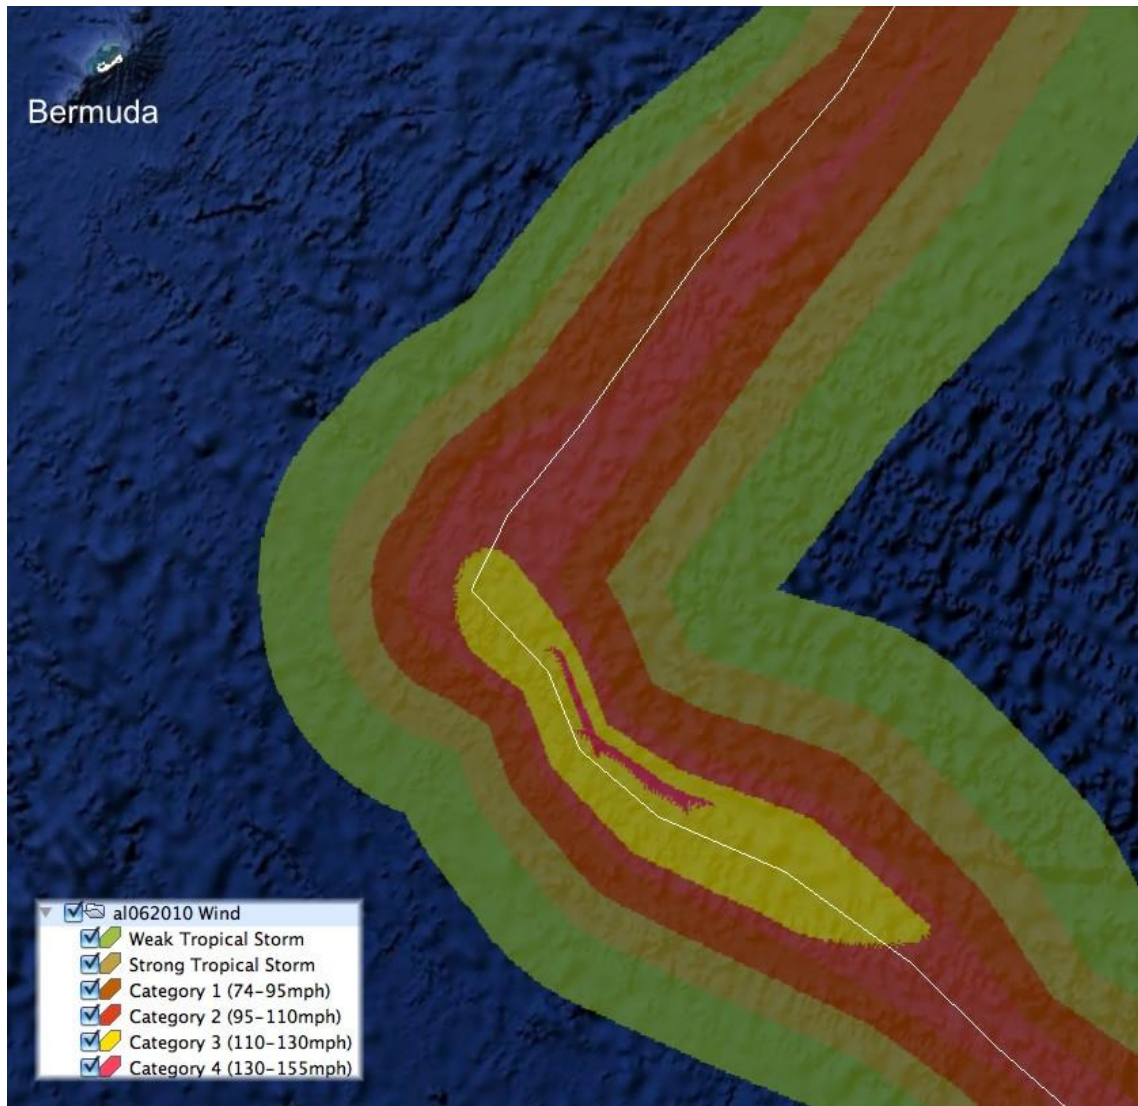 Bermuda
al062010 Wind
Weak Tropical Storm
Strong Tropical Storm
Category 1 (74-95mph)
Category 2 (95-110mph)
Category 3 (110-130mph)
Category 4 (130-155mph)